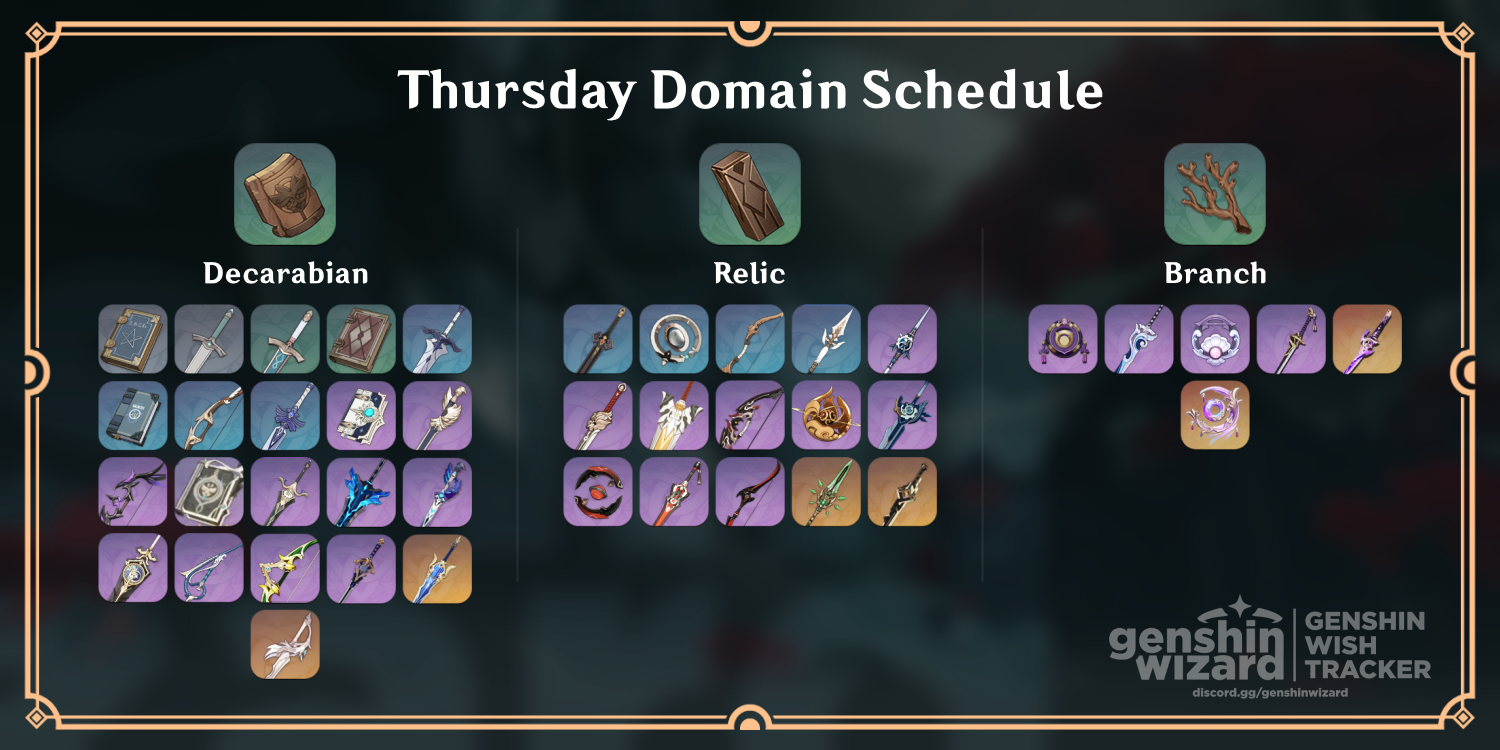 Thursday Domain Schedule
Decarabian
Relic
Branch
genshin
wizard
GENSHIN
WISH
TRACKER
discord.gg/genshinwizard